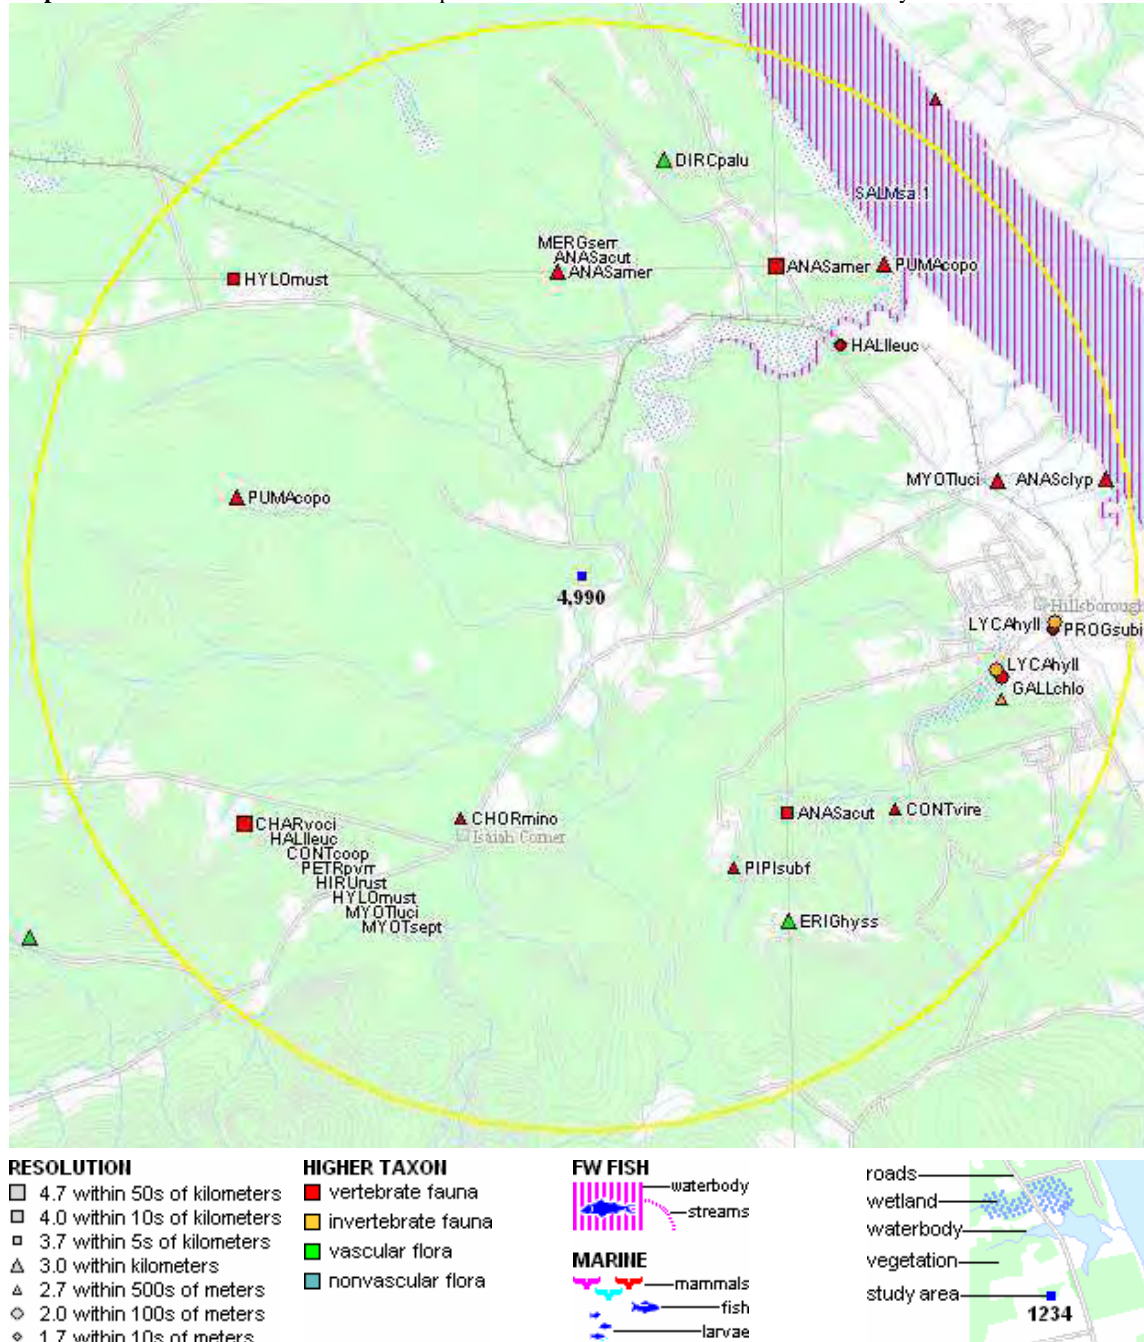 DIRCpalu
SALMsa 1
MERGserr
ANASacut
ANASamer
ANASamer
PUMAcopo
HYLOmust
HALIleuc
MYOTluci
ANASclyp
PUMAcopo
4,990
Hillsborough
LYCAhyll
PROGsubi
LYCAhyll
GALLchlo
CHARvoci
HALIleuc
CONTcoop
PETRpyrr
HIRUrust
HYLOmust
MYOTluci
MYOTsept
CHORmino
Isaiah Corner
ANASacut
CONTvire
PIPIsubf
ERIGhyss
RESOLUTION
4.7 within 50s of kilometers
4.0 within 10s of kilometers
3.7 within 5s of kilometers
3.0 within kilometers
2.7 within 500s of meters
2.0 within 100s of meters
1.7 within 10s of meters
HIGHER TAXON
vertebrate fauna
invertebrate fauna
vascular flora
nonvascular flora
FW FISH
waterbody
streams
MARINE
mammals
fish
larvae
roads
wetland
waterbody
vegetation
study area
1234